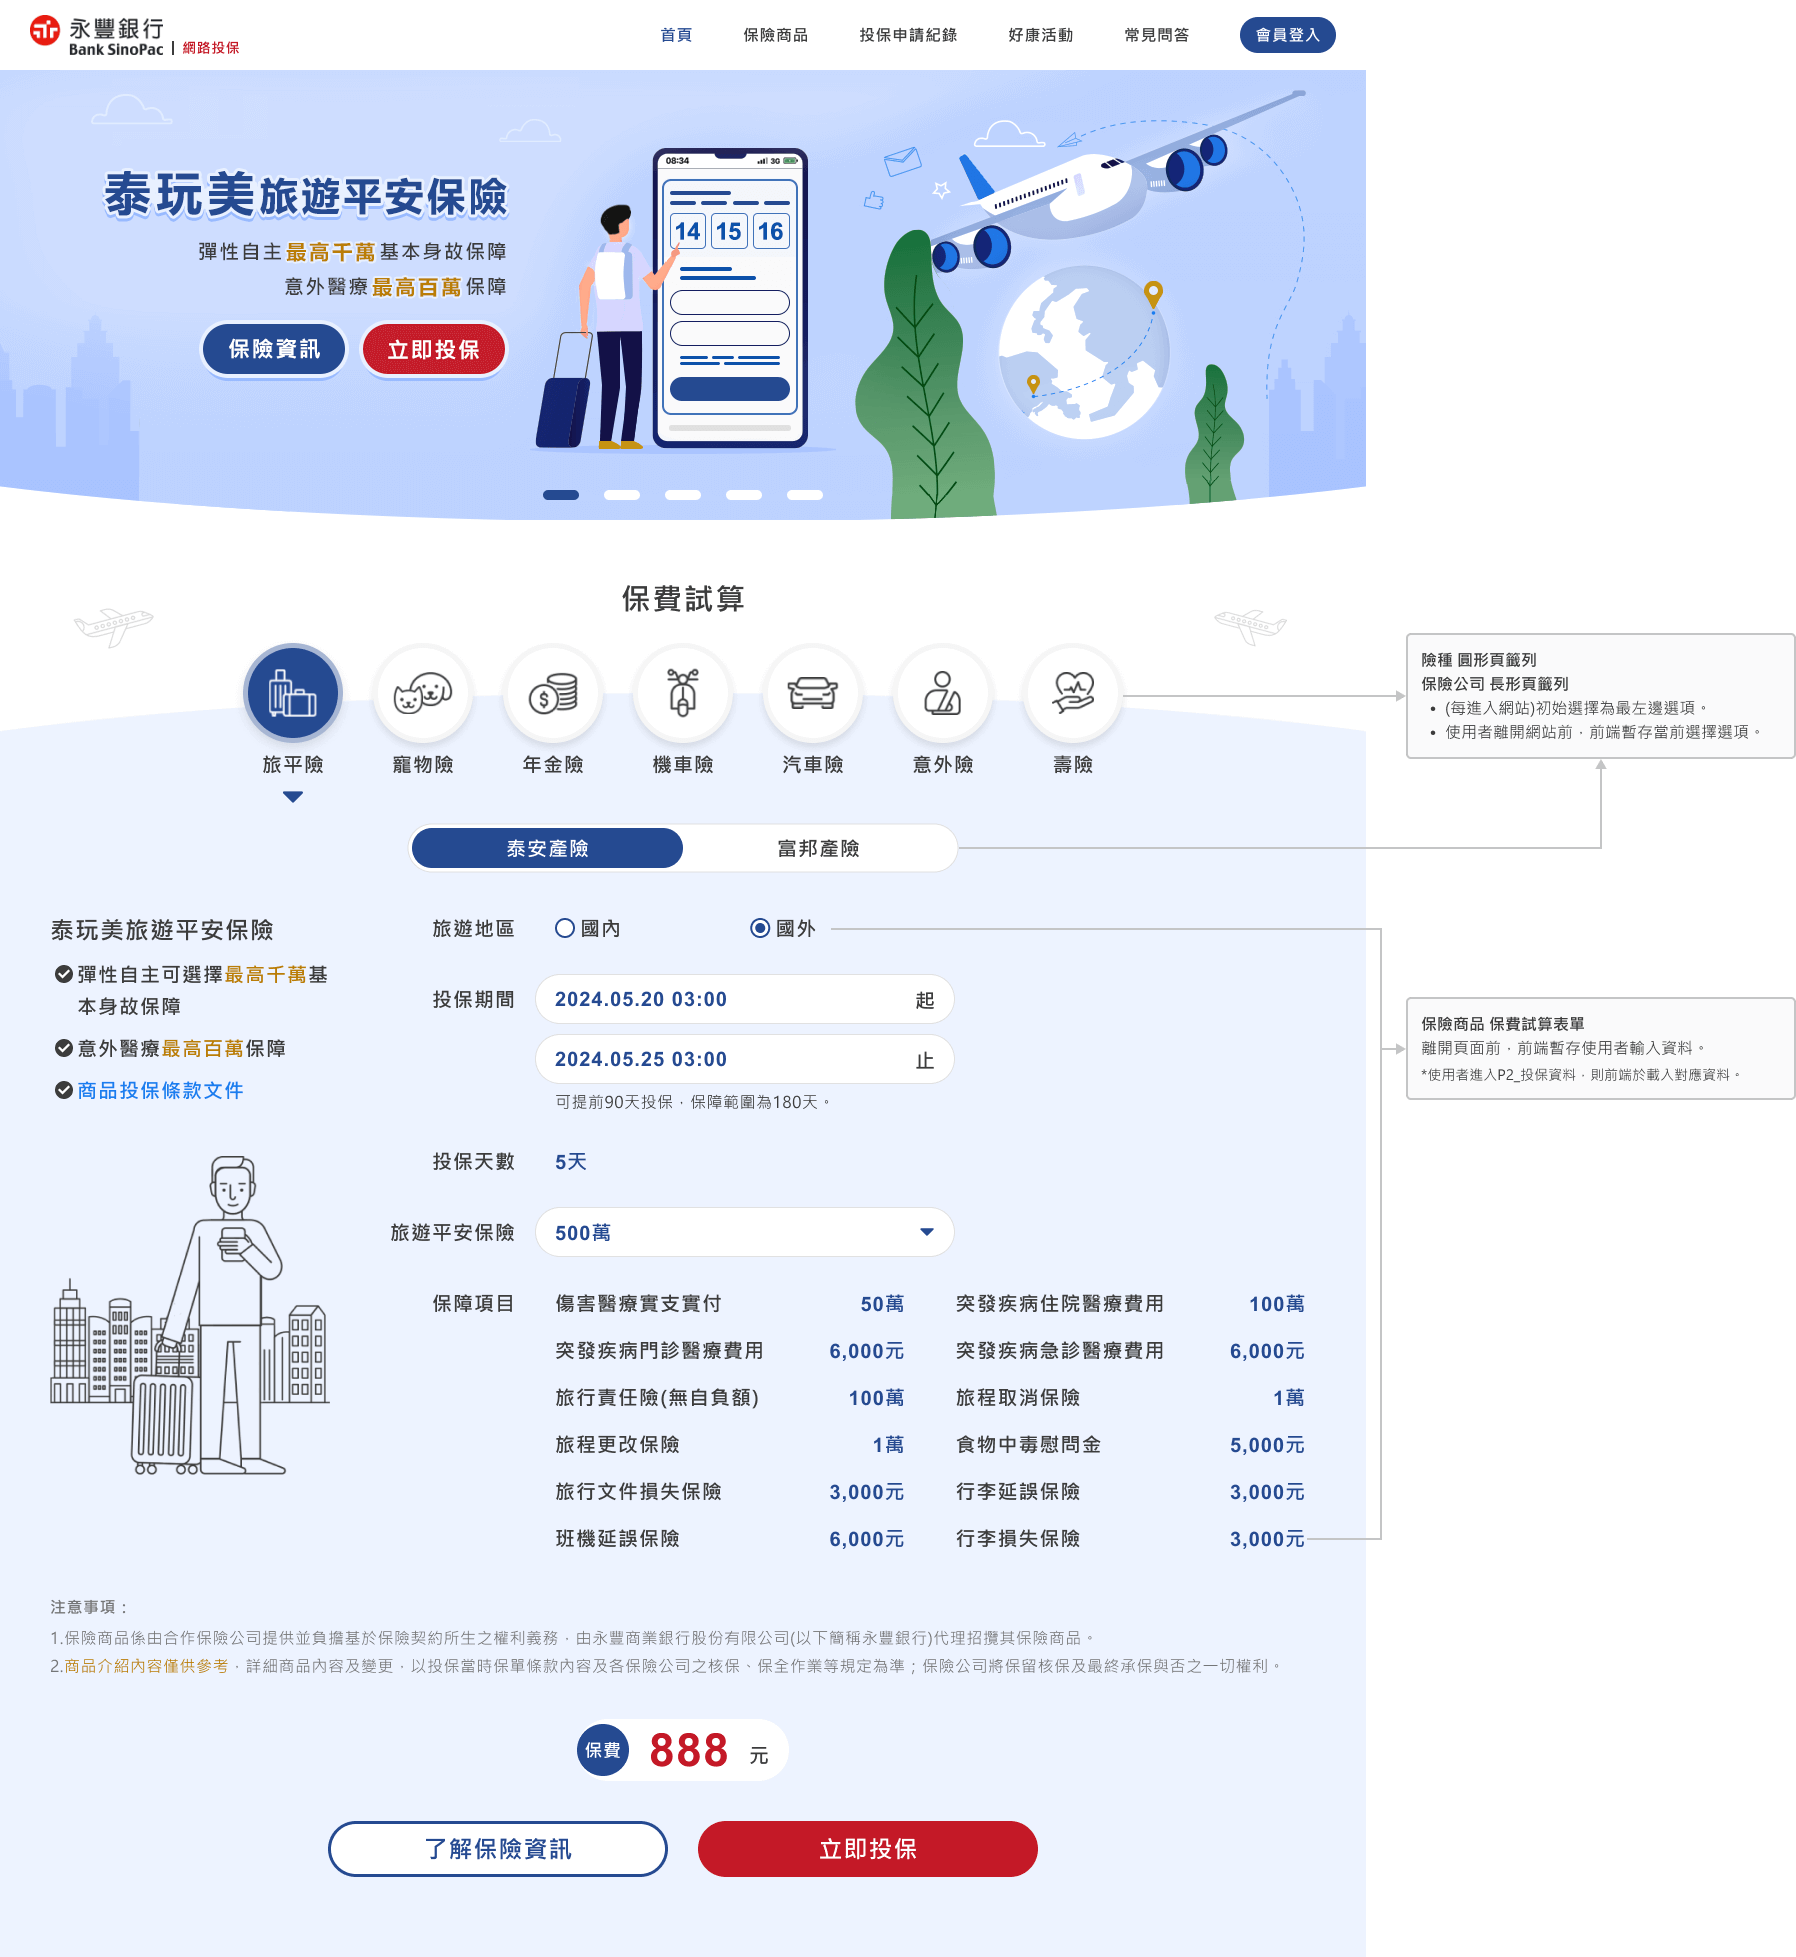 永豐銀行
Bank SinoPac | 網路投保
首頁
保險商品
投保申請紀錄
好康活動
常見問答
會員登入
泰玩美旅遊平安保險
彈性自主最高千萬基本身故保障
意外醫療最高百萬保障
保險資訊
立即投保
08:34
3G
14 15 16
保費試算
旅平險
寵物險
年金險
機車險
汽車險
意外險
壽險
險種 圓形頁籤列
保險公司 長形頁籤列
• (每進入網站)初始選擇為最左邊選項。
• 使用者離開網站前，前端暫存當前選擇選項。
泰安產險
富邦產險
泰玩美旅遊平安保險
彈性自主可選擇最高千萬基
本身故保障
意外醫療最高百萬保障
商品投保條款文件
旅遊地區 國內 國外
投保期間 2024.05.20 03:00 起
2024.05.25 03:00 止
可提前90天投保，保障範圍為180天。
投保天數 5天
旅遊平安保險 500萬
保障項目 傷害醫療實支實付 50萬 突發疾病住院醫療費用 100萬
突發疾病門診醫療費用 6,000元 突發疾病急診醫療費用 6,000元
旅行責任險(無自負額) 100萬 旅程取消保險 1萬
旅程更改保險 1萬 食物中毒慰問金 5,000元
旅行文件損失保險 3,000元 行李延誤保險 3,000元
班機延誤保險 6,000元 行李損失保險 3,000元
保險商品 保費試算表單
離開頁面前，前端暫存使用者輸入資料。
*使用者進入P2_投保資料，則前端於載入對應資料。
注意事項：
1.保險商品係由合作保險公司提供並負擔基於保險契約所生之權利義務，由永豐商業銀行股份有限公司(以下簡稱永豐銀行)代理招攬其保險商品。
2.商品介紹內容僅供參考，詳細商品內容及變更，以投保當時保單條款內容及各保險公司之核保、保全作業等規定為準；保險公司將保留核保及最終承保與否之一切權利。
保費 888 元
了解保險資訊
立即投保